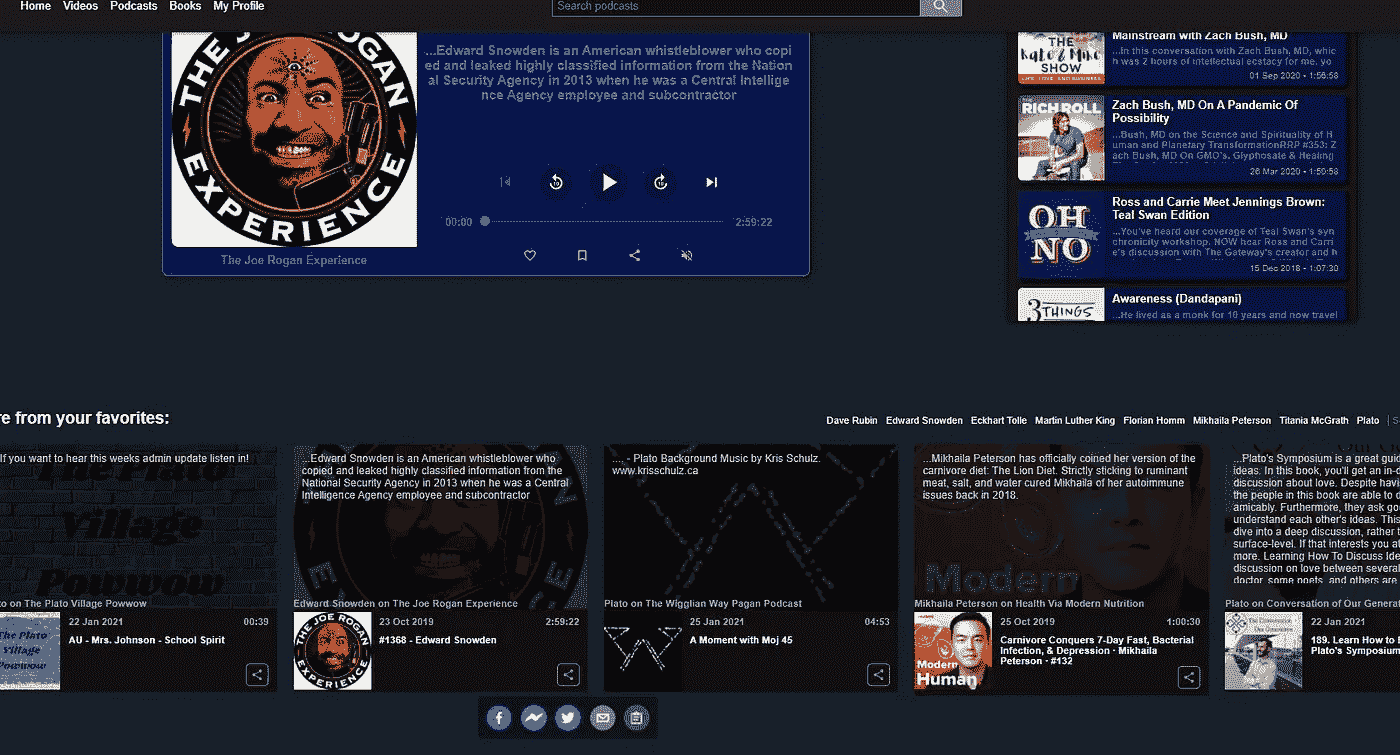 Home Videos Podcasts Books My Profile
Search podcasts
THE JOE ROGAN
EXPERIENCE
...Edward Snowden is an American whistleblower who copi
ed and leaked highly classified information from the Nation
al Security Agency in 2013 when he was a Central Intellige
nce Agency employee and subcontractor
10 10
00:00 2:59:22
The Joe Rogan Experience
THE
Kate & Mike
SHOW
Mainstream with Zach Bush, MD
...In this conversation with Zach Bush, MD, whic
h was 2 hours of intellectual ecstacy for me, yo
01 Sep 2020 • 1:56:58
RICH ROLL
Zach Bush, MD On A Pandemic Of
Possibility
...Bush, MD on the Science and Spirituality of H
uman and Planetary TransformationRRP #353: Z
ach Bush, MD On GMO's, Glyphosate & Healing
26 Mar 2020 • 1:59:58
OH
NO
Ross and Carrie Meet Jennings Brown:
Teal Swan Edition
...You've heard our coverage of Teal Swan's syn
chronicity workshop. NOW hear Ross and Carri
e's discussion with The Gateway's creator and h
15 Dec 2018 • 1:07:30
3 THINGS
Awareness (Dandapani)
...He lived as a monk for 10 years and now travel
re from your favorites:
Dave Rubin Edward Snowden Eckhart Tolle Martin Luther King Florian Homm Mikhaila Peterson Titania McGrath Plato | S
If you want to hear this weeks admin update listen in!
The Plato
Village
Powwow
to on The Plato Village Powwow
The Plato
Village
Powwow
22 Jan 2021 00:39
AU - Mrs. Johnson - School Spirit
...Edward Snowden is an American whistleblower who
copied and leaked highly classified information from the
National Security Agency in 2013 when he was a Central
Intelligence Agency employee and subcontractor
Edward Snowden on The Joe Rogan Experience
THE JOE ROGAN
EXPERIENCE
23 Oct 2019 2:59:22
#1368 - Edward Snowden
... - Plato Background Music by Kris Schulz.
www.krisschulz.ca
Plato on The Wigglian Way Pagan Podcast
25 Jan 2021 04:53
A Moment with Moj 45
...Mikhaila Peterson has officially coined her version of the
carnivore diet: The Lion Diet. Strictly sticking to ruminant
meat, salt, and water cured Mikhaila of her autoimmune
issues back in 2018.
Modern
Mikhaila Peterson on Health Via Modern Nutrition
Modern
Human
25 Oct 2019 1:00:30
Carnivore Conquers 7-Day Fast, Bacterial
Infection, & Depression · Mikhaila
Peterson · #132
...Plato's Symposium is a great guid
ideas. In this book, you'll get an in-d
discussion about love. Despite havi
the people in this book are able to d
amicably. Furthermore, they ask go
understand each other's ideas. This
dive into a deep discussion, rather t
surface-level. If that interests you at
more. Learning How To Discuss Ide
discussion on love between several
doctor, some poets, and others are
Plato on Conversation of Our Generat
22 Jan 2021
189. Learn How to
Plato's Symposium